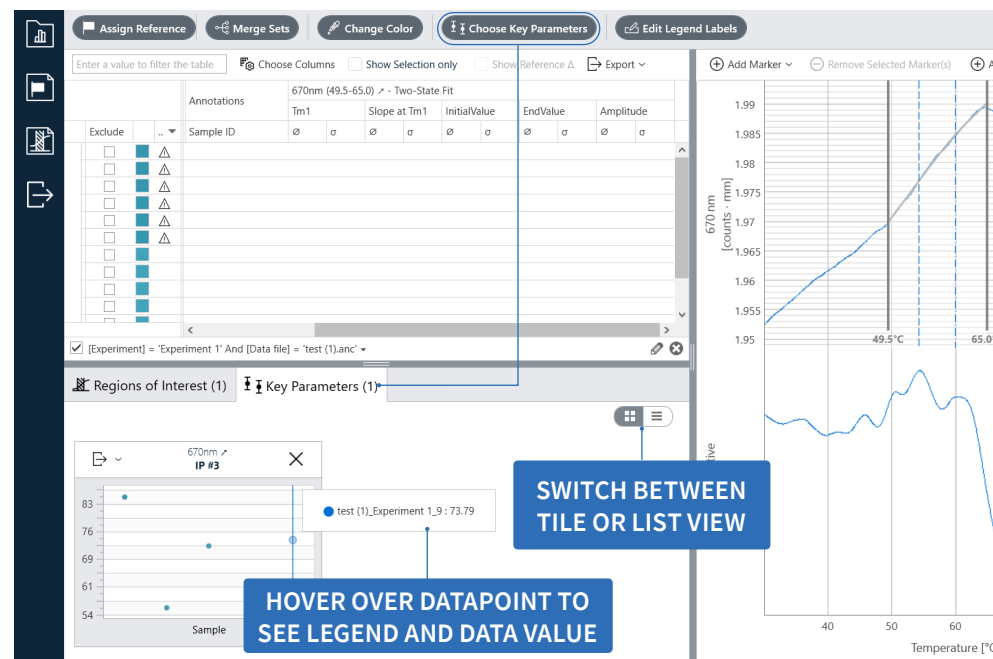 Assign Reference
Merge Sets
Change Color
Choose Key Parameters
Edit Legend Labels
Enter a value to filter the table
Choose Columns
Show Selection only
Show Reference Δ
Export
Add Marker
Remove Selected Marker(s)
Annotations
670nm (49.5-65.0) ↗ - Two-State Fit
Tm1
Slope at Tm1
InitialValue
EndValue
Amplitude
Exclude
..
Sample ID
Ø σ Ø σ Ø σ Ø σ Ø σ
[Experiment] = 'Experiment 1' And [Data file] = 'test (1).anc'
Regions of Interest (1)
Key Parameters (1)
670nm ↗
IP #3
83
76
69
61
54
Sample
test (1)_Experiment 1_9 : 73.79
SWITCH BETWEEN
TILE OR LIST VIEW
HOVER OVER DATAPOINT TO
SEE LEGEND AND DATA VALUE
670 nm
[counts · mm]
1.99
1.985
1.98
1.975
1.97
1.965
1.96
1.955
1.95
49.5°C
65.0
40
50
60
Temperature [°C